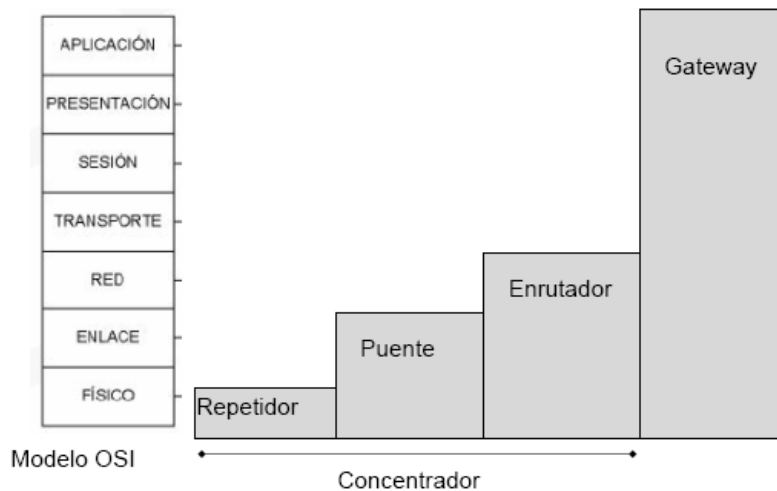 APLICACIÓN
PRESENTACIÓN
SESIÓN
TRANSPORTE
RED
ENLACE
FÍSICO
Modelo OSI
Repetidor
Puente
Enrutador
Gateway
Concentrador